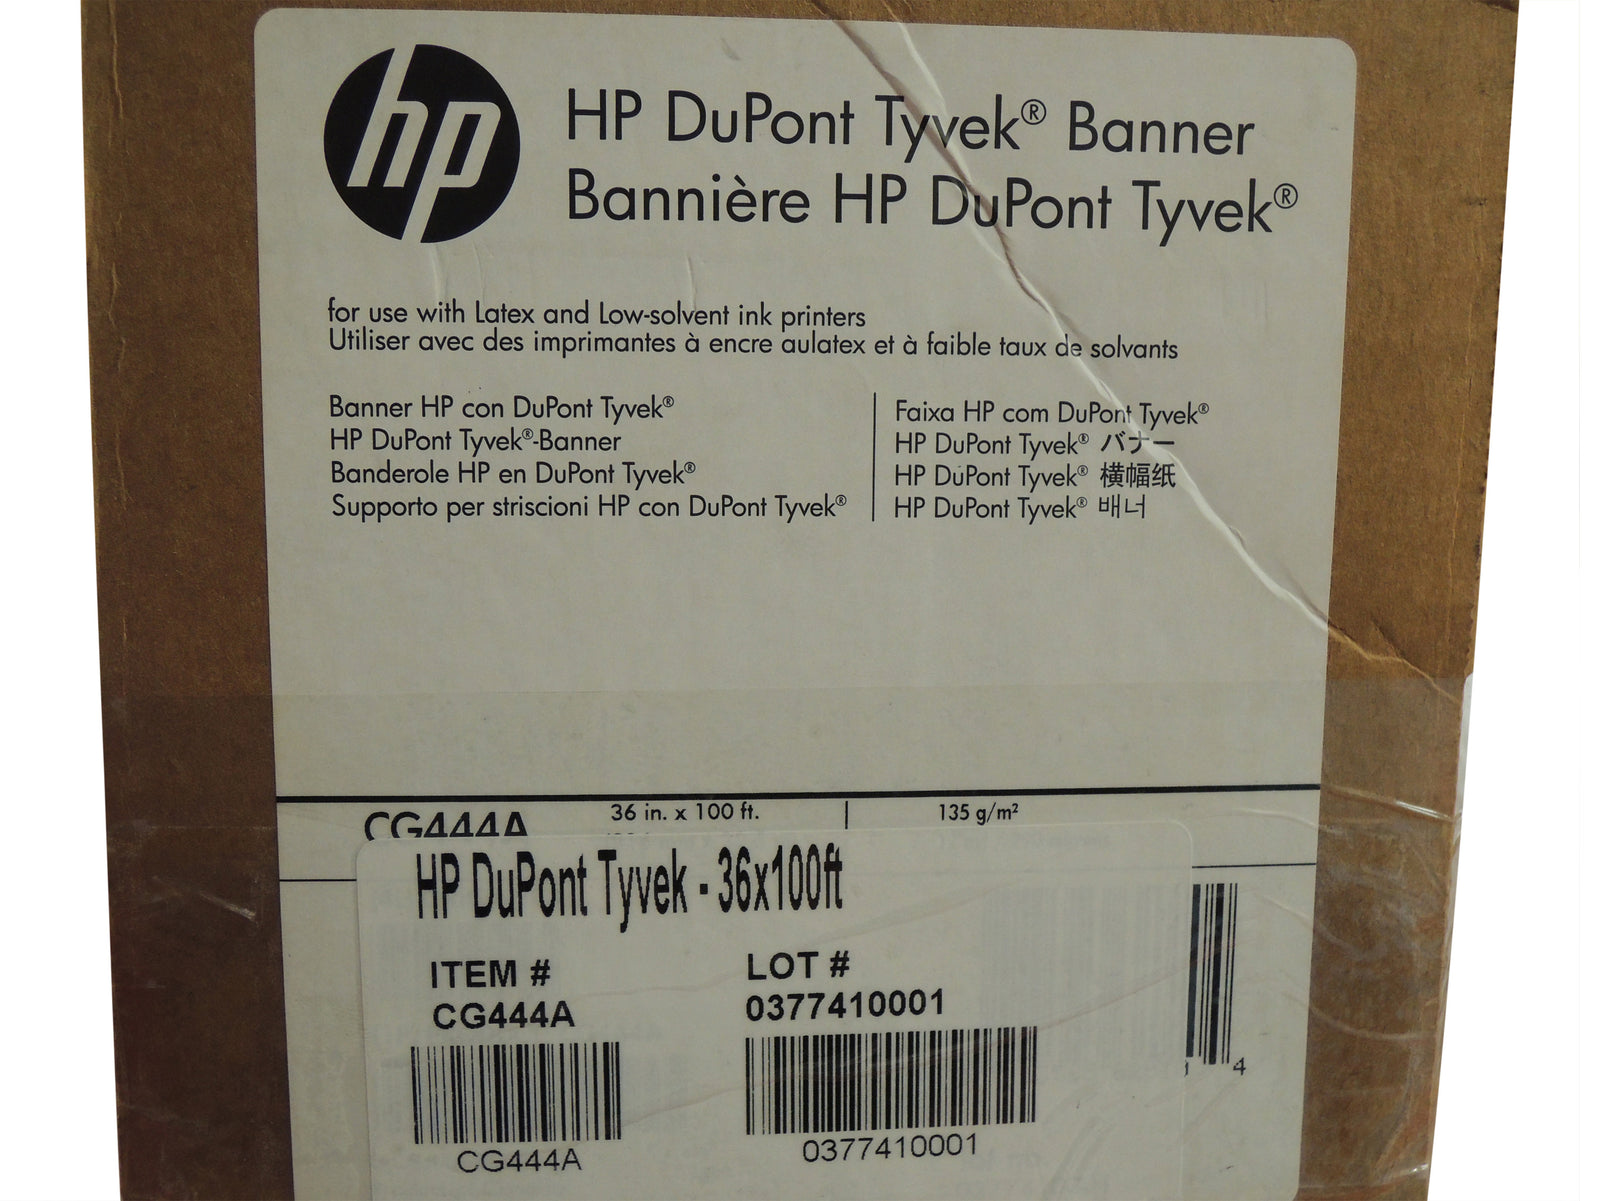 hp
HP DuPont Tyvek® Banner
Bannière HP DuPont Tyvek®
for use with Latex and Low-solvent ink printers
Utiliser avec des imprimantes à encre aulatex et à faible taux de solvants
Banner HP con DuPont Tyvek®
HP DuPont Tyvek®-Banner
Banderole HP en DuPont Tyvek®
Supporto per striscioni HP con DuPont Tyvek®
Faixa HP com DuPont Tyvek®
HP DuPont Tyvek® バナー
HP DuPont Tyvek® 横幅纸
HP DuPont Tyvek® 배너
CG444A 36 in. x 100 ft. 135 g/m²
HP DuPont Tyvek - 36x100ft
ITEM #
CG444A
LOT #
0377410001
CG444A
0377410001
4